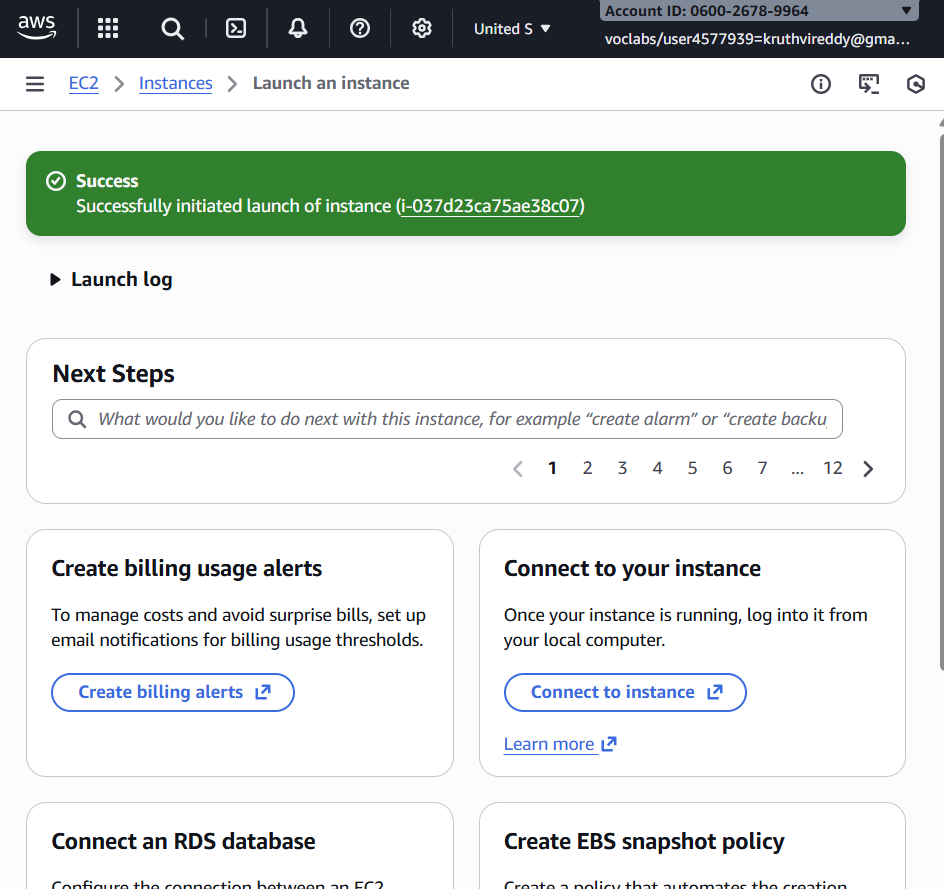 aws
United S
Account ID: 0600-2678-9964
voclabs/user4577939=kruthvireddy@gma...
EC2 > Instances > Launch an instance
Success
Successfully initiated launch of instance (i-037d23ca75ae38c07)
Launch log
Next Steps
What would you like to do next with this instance, for example “create alarm” or “create backu
1 2 3 4 5 6 7 ... 12
Create billing usage alerts
To manage costs and avoid surprise bills, set up
email notifications for billing usage thresholds.
Create billing alerts
Connect to your instance
Once your instance is running, log into it from
your local computer.
Connect to instance
Learn more
Connect an RDS database
Configure the connection between an EC2
Create EBS snapshot policy
Create a policy that automates the creation